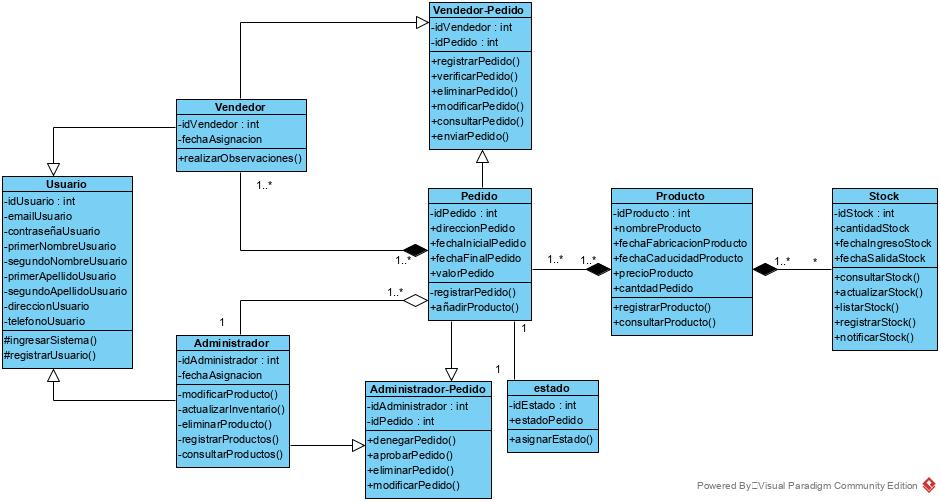 Vendedor-Pedido
-idVendedor : int
-idPedido : int
+registrarPedido()
+verificarPedido()
+eliminarPedido()
+modificarPedido()
+consultarPedido()
+enviarPedido()
Vendedor
-idVendedor : int
-fechaAsignacion
+realizarObservaciones()
1..*
1..*
Usuario
-idUsuario : int
-emailUsuario
-contraseñaUsuario
-primerNombreUsuario
-segundoNombreUsuario
-primerApellidoUsuario
-segundoApellidoUsuario
-direccionUsuario
-telefonoUsuario
#ingresarSistema()
#registrarUsuario()
Pedido
-idPedido : int
+direccionPedido
+fechaInicialPedido
+fechaFinalPedido
+valorPedido
-registrarPedido()
+añadirProducto()
1..*
1..*
Producto
-idProducto : int
+nombreProducto
+fechaFabricacionProducto
+fechaCaducidadProducto
+precioProducto
+cantdadPedido
+registrarProducto()
+consultarProducto()
1..*
*
Stock
-idStock : int
+cantidadStock
+fechaIngresoStock
+fechaSalidaStock
+consultarStock()
+actualizarStock()
+listarStock()
+registrarStock()
+notificarStock()
1..*
1
Administrador
-idAdministrador : int
-fechaAsignacion
-modificarProducto()
-actualizarInventario()
-eliminarProducto()
-registrarProductos()
-consultarProductos()
Administrador-Pedido
-idAdministrador : int
-idPedido : int
+denegarPedido()
+aprobarPedido()
+eliminarPedido()
+modificarPedido()
1
1
estado
-idEstado : int
+estadoPedido
+asignarEstado()
Powered By Visual Paradigm Community Edition